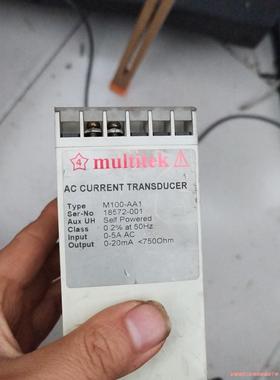 4 multitek
AC CURRENT TRANSDUCER
Type M100-AA1
Ser-No 18572-001
Aux UH Self Powered
Class 0.2% at 50Hz
Input 0-5A AC
Output 0-20mA <750Ohm